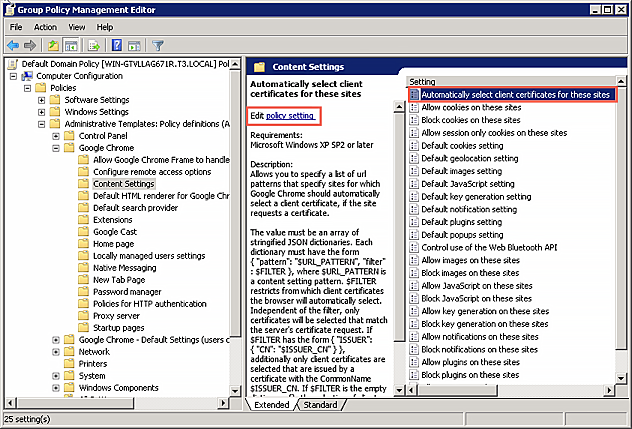 Group Policy Management Editor
File Action View Help
Default Domain Policy [WIN-GTVLLAG671R.T3.LOCAL] Pol
Computer Configuration
Policies
Software Settings
Windows Settings
Administrative Templates: Policy definitions (A
Control Panel
Google Chrome
Allow Google Chrome Frame to handle
Configure remote access options
Content Settings
Default HTML renderer for Google Chr
Default search provider
Extensions
Google Cast
Home page
Locally managed users settings
Native Messaging
New Tab Page
Password manager
Policies for HTTP authentication
Proxy server
Startup pages
Google Chrome - Default Settings (users c
Network
Printers
System
Windows Components
Content Settings
Automatically select client
certificates for these sites
Edit policy setting
Requirements:
Microsoft Windows XP SP2 or later
Description:
Allows you to specify a list of url
patterns that specify sites for which
Google Chrome should automatically
select a client certificate, if the site
requests a certificate.
The value must be an array of
stringified JSON dictionaries. Each
dictionary must have the form
{ "pattern": "$URL_PATTERN", "filter"
: $FILTER }, where $URL_PATTERN is
a content setting pattern. $FILTER
restricts from which client certificates
the browser will automatically select.
Independent of the filter, only
certificates will be selected that match
the server's certificate request. If
$FILTER has the form { "ISSUER":
{ "CN": "$ISSUER_CN" } },
additionally only client certificates are
selected that are issued by a
certificate with the CommonName
$ISSUER_CN. If $FILTER is the empty
Setting
Automatically select client certificates for these sites
Allow cookies on these sites
Block cookies on these sites
Allow session only cookies on these sites
Default cookies setting
Default geolocation setting
Default images setting
Default JavaScript setting
Default key generation setting
Default notification setting
Default plugins setting
Default popups setting
Control use of the Web Bluetooth API
Allow images on these sites
Block images on these sites
Allow JavaScript on these sites
Block JavaScript on these sites
Allow key generation on these sites
Block key generation on these sites
Allow notifications on these sites
Block notifications on these sites
Allow plugins on these sites
Block plugins on these sites
Extended Standard
25 setting(s)